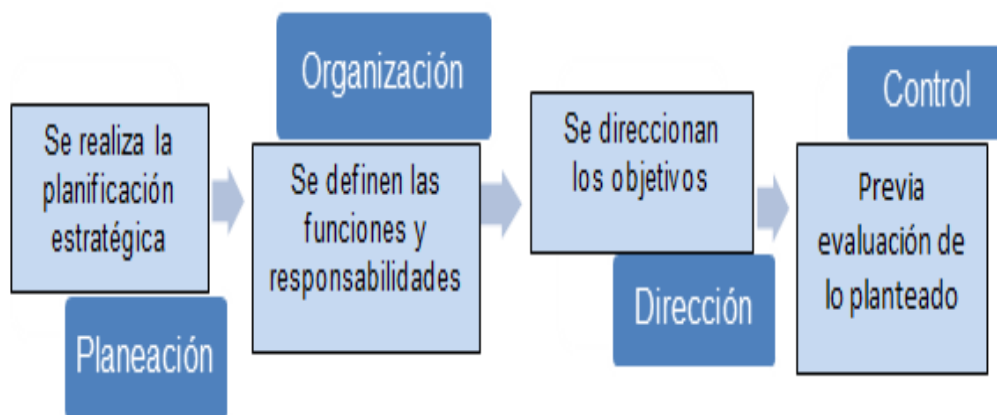 Se realiza la
planificación
estratégica
Planeación
Organización
Se definen las
funciones y
responsabilidades
Se direccionan
los objetivos
Dirección
Control
Previa
evaluación de
lo planteado